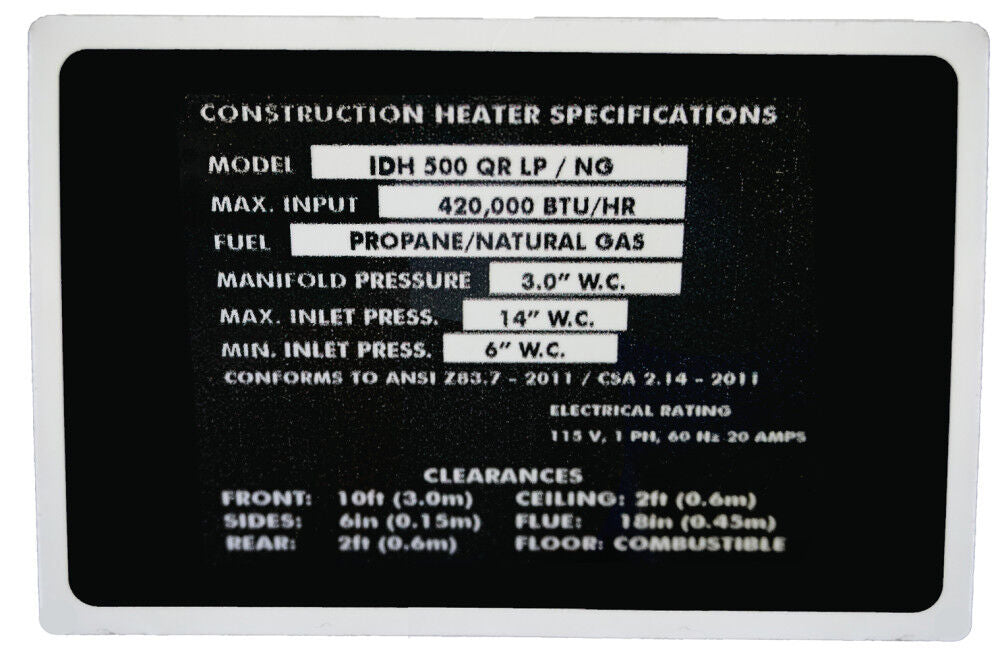 CONSTRUCTION HEATER SPECIFICATIONS
MODEL IDH 500 QR LP / NG
MAX. INPUT 420,000 BTU/HR
FUEL PROPANE/NATURAL GAS
MANIFOLD PRESSURE 3.0" W.C.
MAX. INLET PRESS. 14" W.C.
MIN. INLET PRESS. 6" W.C.
CONFORMS TO ANSI Z83.7 - 2011 / CSA 2.14 - 2011
ELECTRICAL RATING
115 V, 1 PH, 60 Hz 20 AMPS
CLEARANCES
FRONT: 10ft (3.0m) CEILING: 2ft (0.6m)
SIDES: 6in (0.15m) FLUE: 18in (0.45m)
REAR: 2ft (0.6m) FLOOR: COMBUSTIBLE